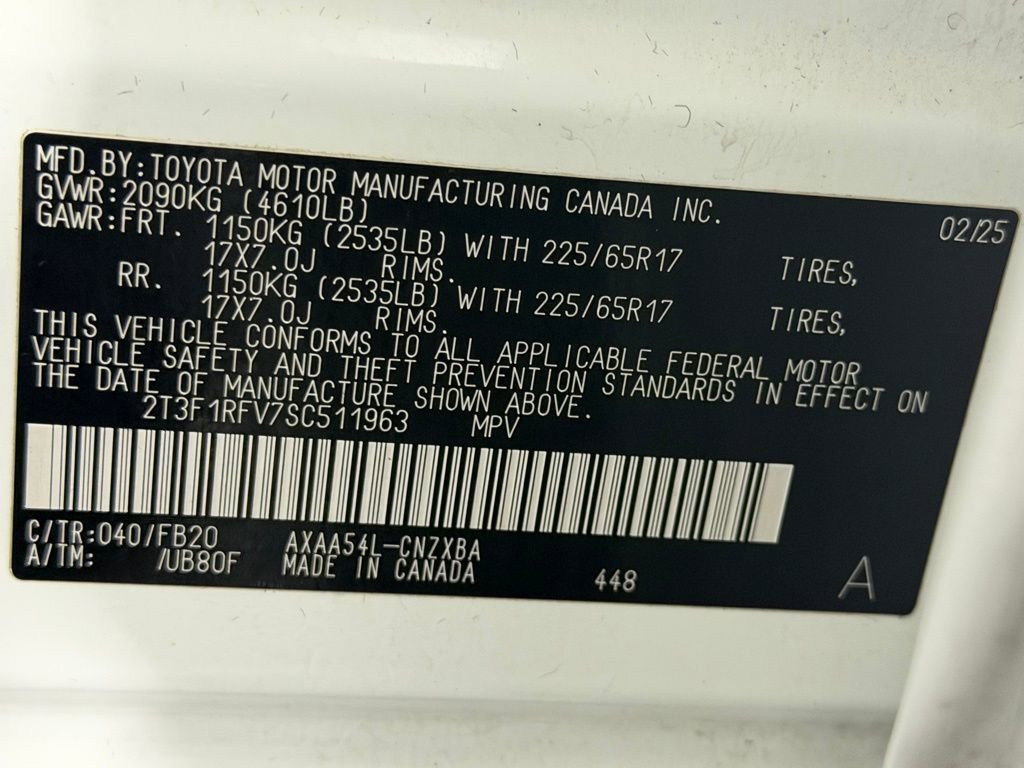 MFD.BY:TOYOTA MOTOR MANUFACTURING CANADA INC. 02/25
GVWR:2090KG (4610LB)
GAWR:FRT. 1150KG (2535LB) WITH 225/65R17 TIRES,
17X7.0J RIMS.
RR. 1150KG (2535LB) WITH 225/65R17 TIRES,
17X7.0J RIMS.
THIS VEHICLE CONFORMS TO ALL APPLICABLE FEDERAL MOTOR
VEHICLE SAFETY AND THEFT PREVENTION STANDARDS IN EFFECT ON
THE DATE OF MANUFACTURE SHOWN ABOVE.
2T3F1RFV7SC511963 MPV
C/TR:040/FB20 AXAA54L-CNZXBA
A/TM: /UB80F MADE IN CANADA 448 A